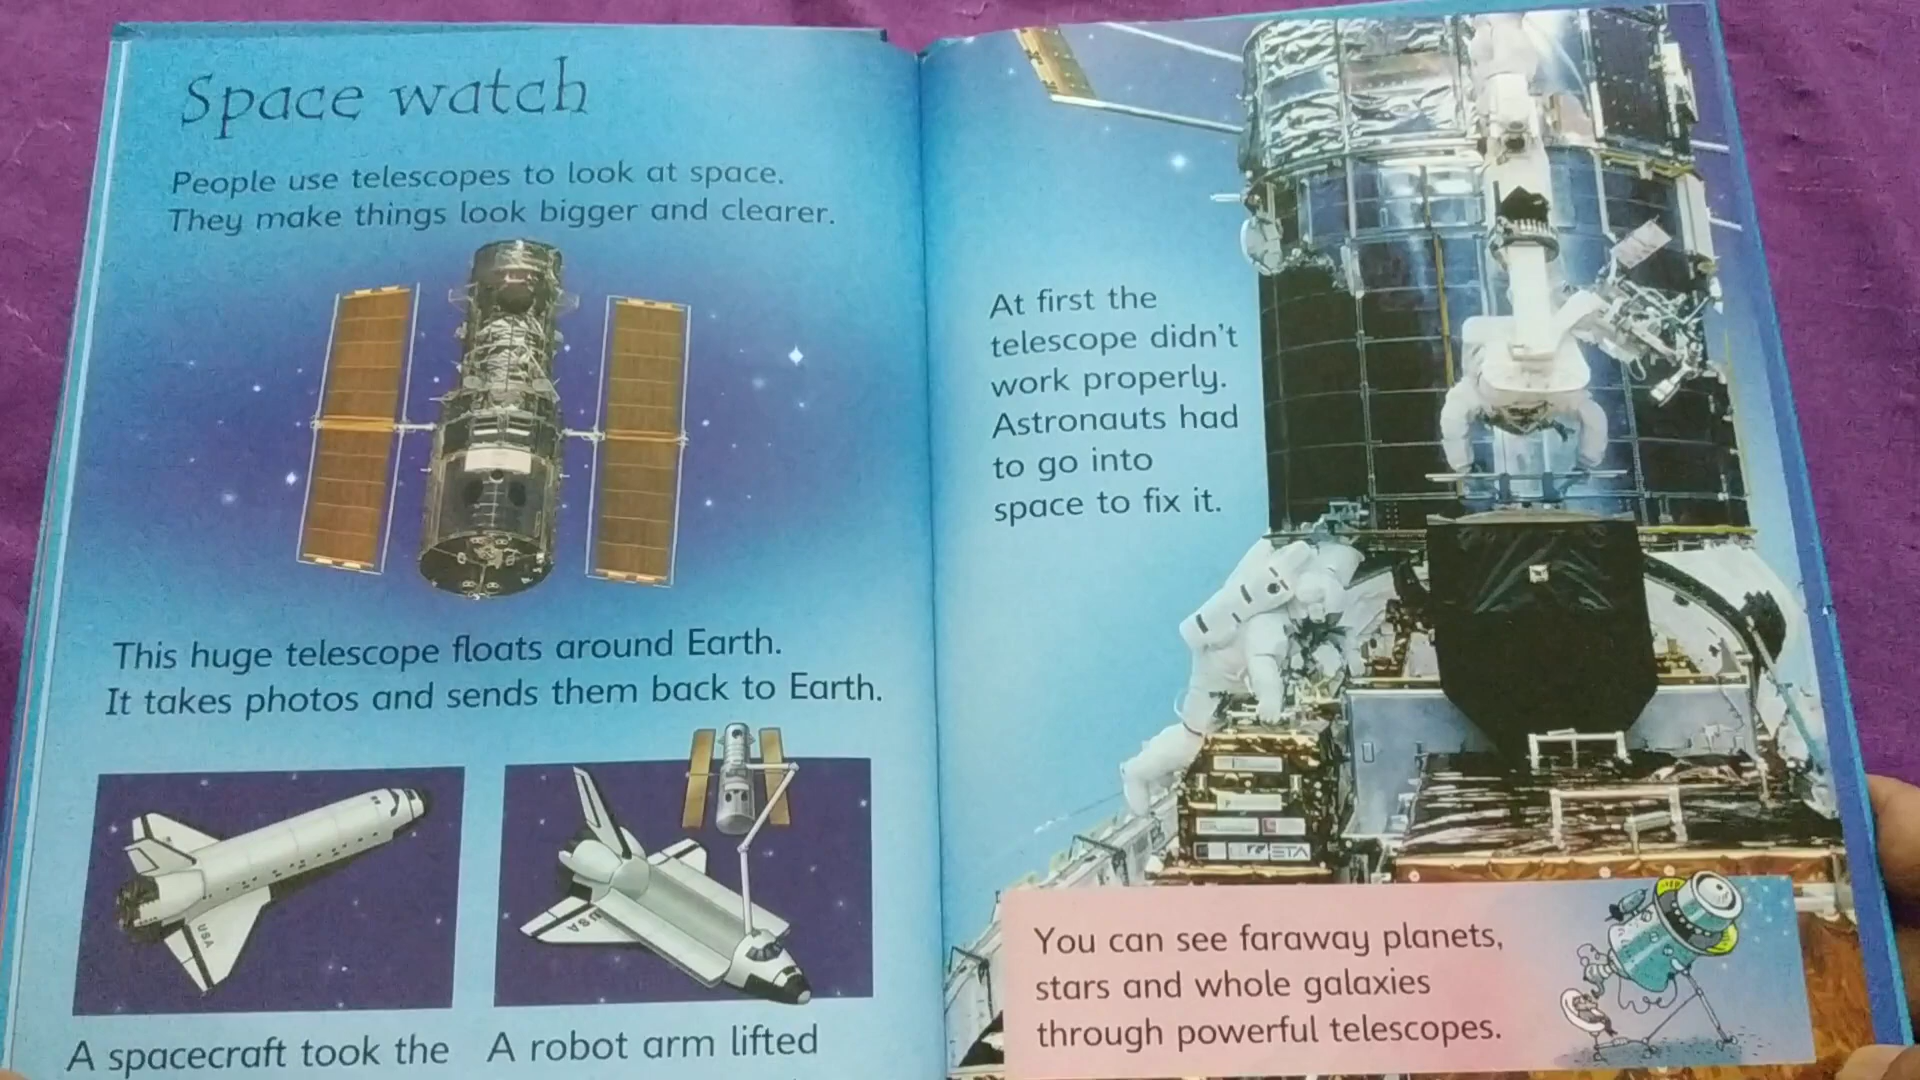 Space watch
People use telescopes to look at space.
They make things look bigger and clearer.
This huge telescope floats around Earth.
It takes photos and sends them back to Earth.
USA
USA
A spacecraft took the
A robot arm lifted
At first the
telescope didn't
work properly.
Astronauts had
to go into
space to fix it.
You can see faraway planets,
stars and whole galaxies
through powerful telescopes.